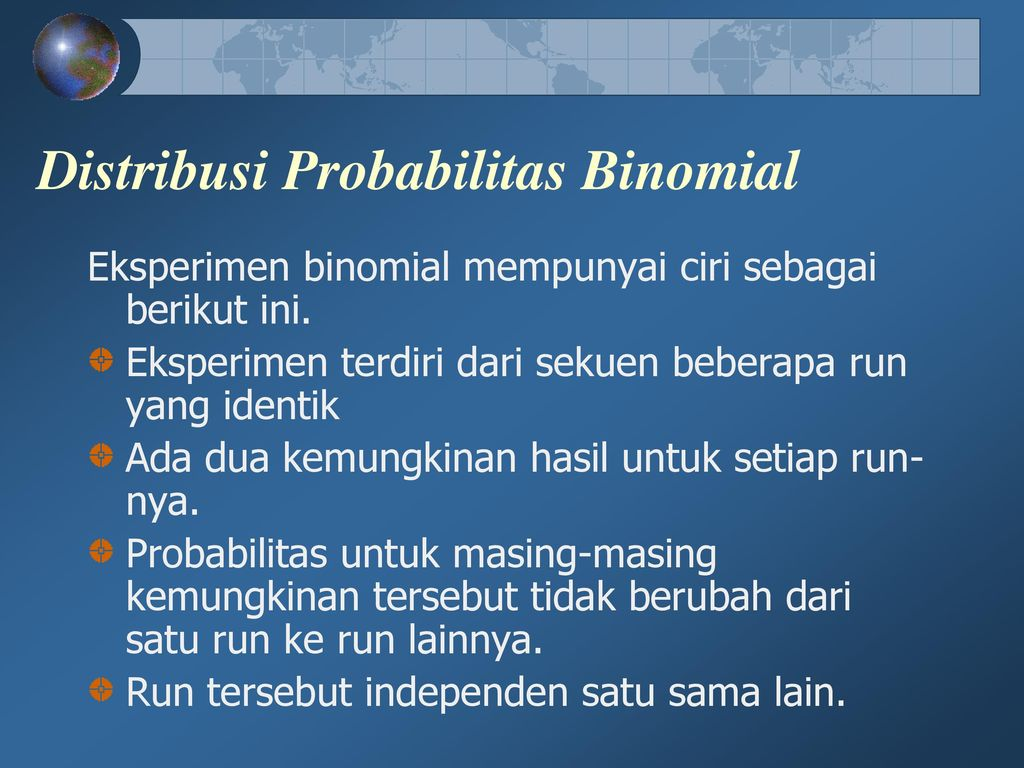 Distribusi Probabilitas Binomial
Eksperimen binomial mempunyai ciri sebagai
berikut ini.
Eksperimen terdiri dari sekuen beberapa run
yang identik
Ada dua kemungkinan hasil untuk setiap run-
nya.
Probabilitas untuk masing-masing
kemungkinan tersebut tidak berubah dari
satu run ke run lainnya.
Run tersebut independen satu sama lain.